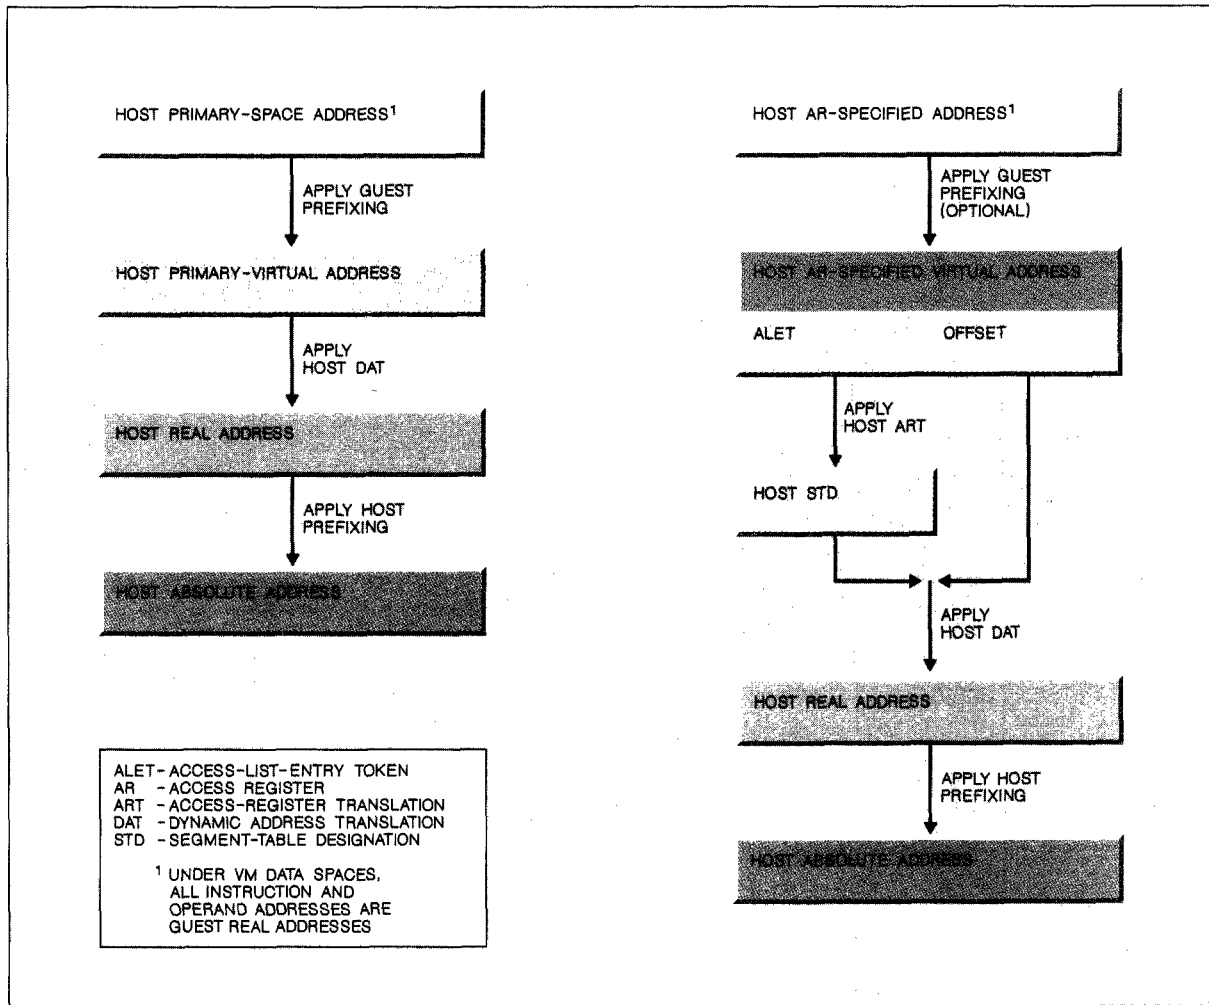 HOST PRIMARY-SPACE ADDRESS¹
APPLY GUEST
PREFIXING
HOST PRIMARY-VIRTUAL ADDRESS
APPLY
HOST DAT
HOST REAL ADDRESS
APPLY HOST
PREFIXING
HOST ABSOLUTE ADDRESS
HOST AR-SPECIFIED ADDRESS¹
APPLY GUEST
PREFIXING
(OPTIONAL)
HOST AR-SPECIFIED VIRTUAL ADDRESS
ALET OFFSET
APPLY
HOST ART
HOST STD
APPLY
HOST DAT
HOST REAL ADDRESS
APPLY HOST
PREFIXING
HOST ABSOLUTE ADDRESS
ALET - ACCESS-LIST-ENTRY TOKEN
AR - ACCESS REGISTER
ART - ACCESS-REGISTER TRANSLATION
DAT - DYNAMIC ADDRESS TRANSLATION
STD - SEGMENT-TABLE DESIGNATION
¹ UNDER VM DATA SPACES,
ALL INSTRUCTION AND
OPERAND ADDRESSES ARE
GUEST REAL ADDRESSES